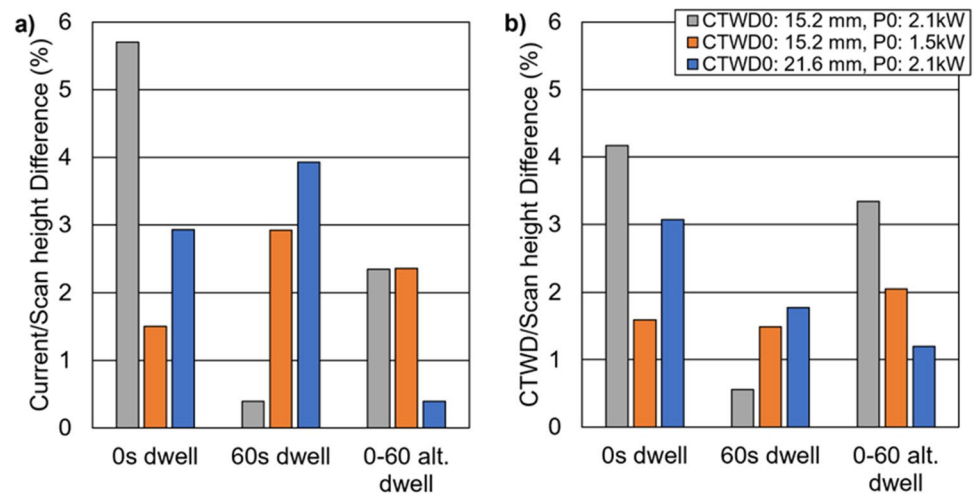 a)
Current/Scan height Difference (%)
6
5
4
3
2
1
0
0s dwell
60s dwell
0-60 alt.
dwell
b)
CTWD/Scan height Difference (%)
6
5
4
3
2
1
0
0s dwell
60s dwell
0-60 alt.
dwell
CTWD0: 15.2 mm, P0: 2.1kW
CTWD0: 15.2 mm, P0: 1.5kW
CTWD0: 21.6 mm, P0: 2.1kW